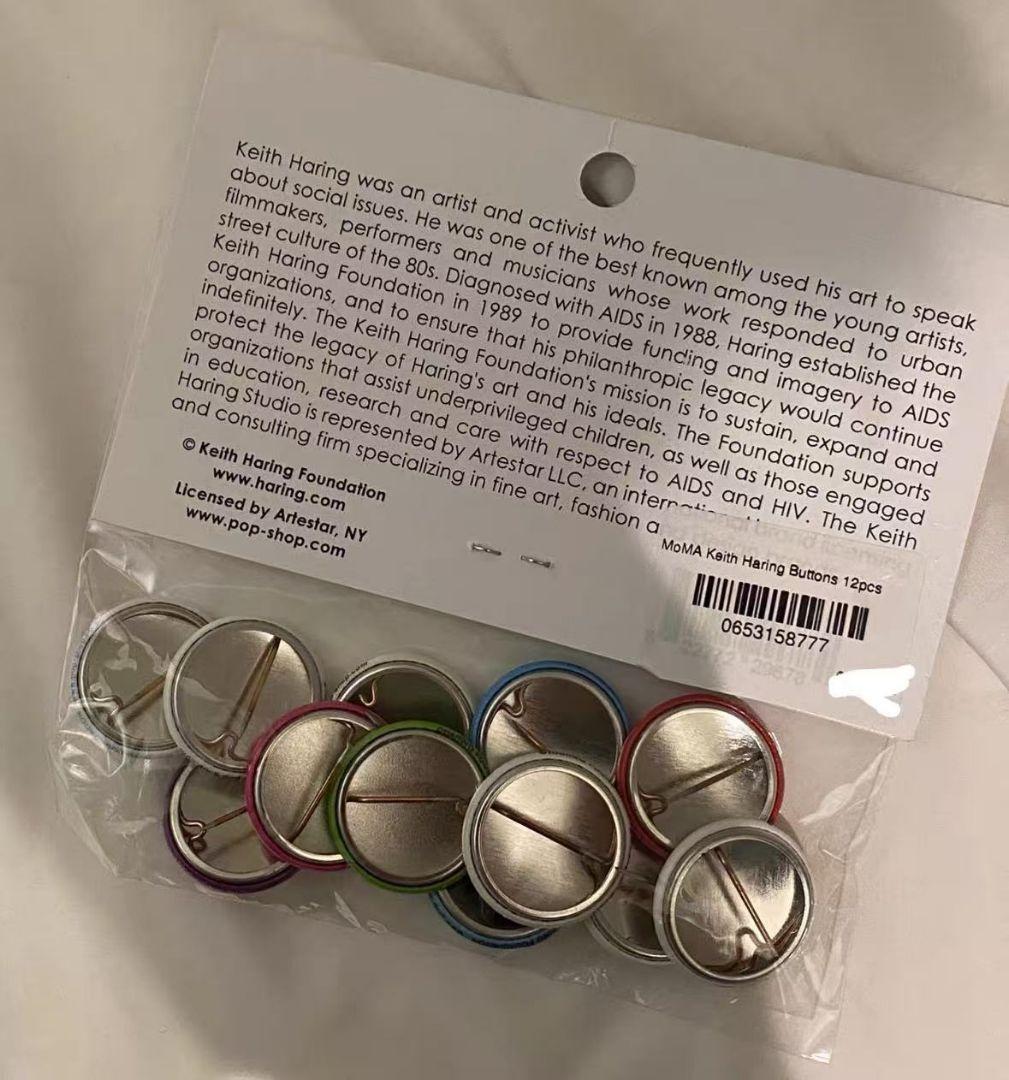 Keith Haring was an artist and activist who frequently used his art to speak
about social issues. He was one of the best known among the young artists,
filmmakers, performers and musicians whose work responded to urban
street culture of the 80s. Diagnosed with AIDS in 1988, Haring established the
Keith Haring Foundation in 1989 to provide funding and imagery to AIDS
organizations, and to ensure that his philanthropic legacy would continue
indefinitely. The Keith Haring Foundation's mission is to sustain, expand and
protect the legacy of Haring's art and his ideals. The Foundation supports
organizations that assist underprivileged children, as well as those engaged
in education, research and care with respect to AIDS and HIV. The Keith
Haring Studio is represented by Artestar LLC, an international
and consulting firm specializing in fine art, fashion
© Keith Haring Foundation
www.haring.com
Licensed by Artestar, NY
www.pop-shop.com
MoMA Keith Haring Buttons 12pcs
0653158777